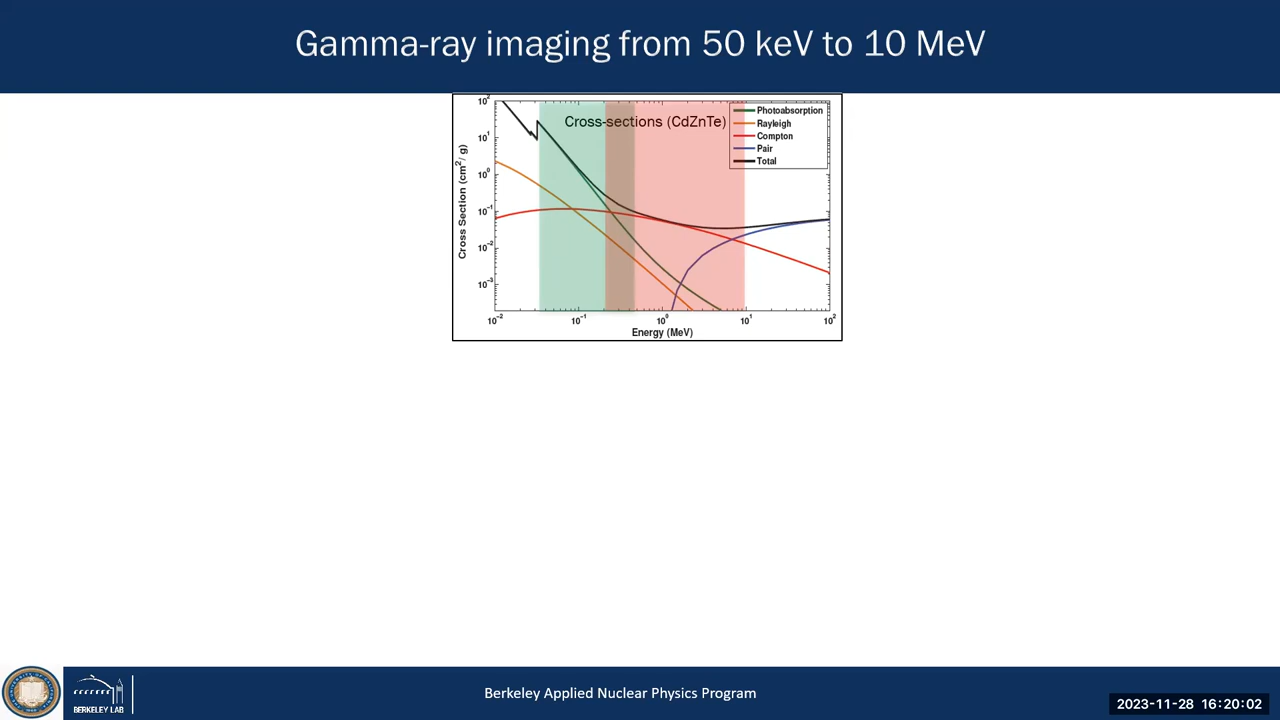 Gamma-ray imaging from 50 keV to 10 MeV
Cross-sections (CdZnTe)
Photoabsorption
Rayleigh
Compton
Pair
Total
Cross Section (cm²/ g)
10²
10¹
10⁰
10⁻¹
10⁻²
10⁻³
10⁻² 10⁻¹ 10⁰ 10¹ 10²
Energy (MeV)
BERKELEY LAB
Berkeley Applied Nuclear Physics Program
2023-11-28 16:20:02